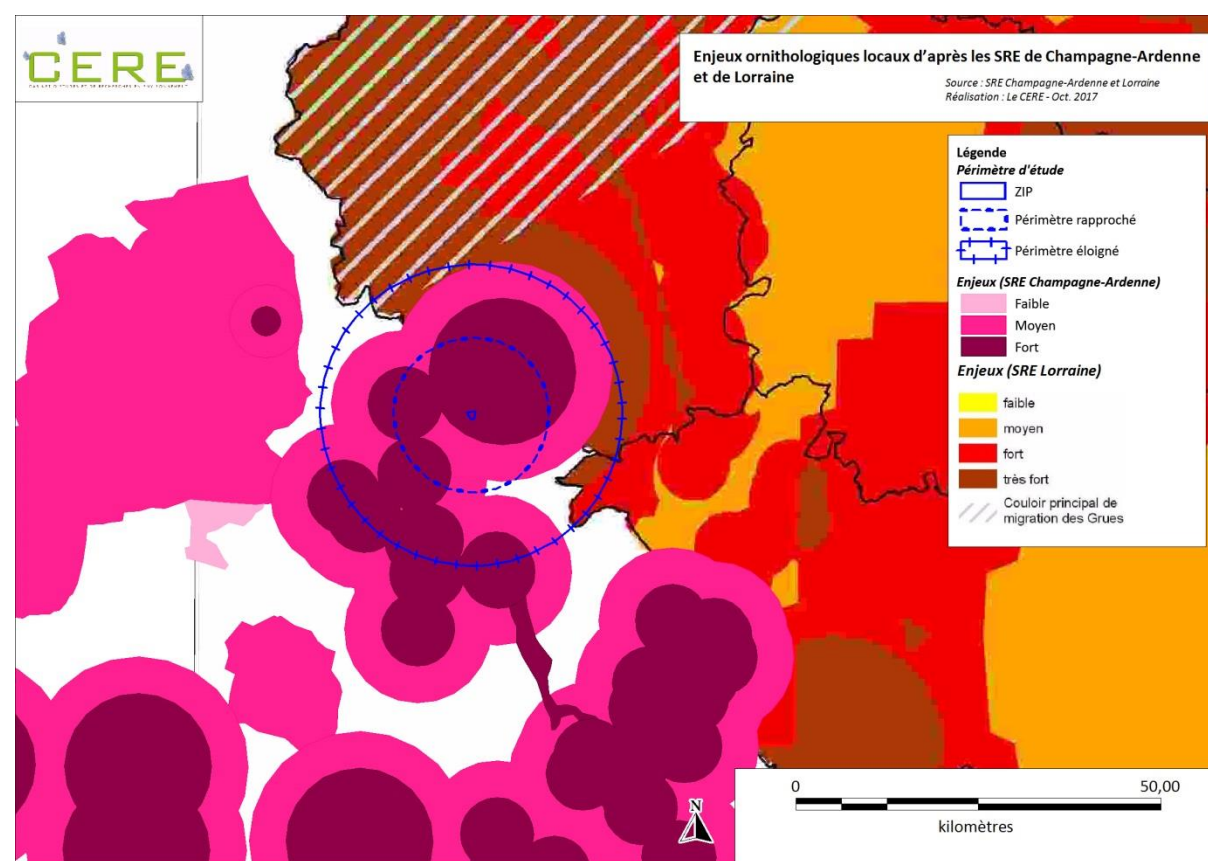 CERE
Enjeux ornithologiques locaux d'après les SRE de Champagne-Ardenne
et de Lorraine
Source : SRE Champagne-Ardenne et Lorraine
Réalisation : Le CERE - Oct. 2017
Légende
Périmètre d'étude
ZIP
Périmètre rapproché
Périmètre éloigné
Enjeux (SRE Champagne-Ardenne)
Faible
Moyen
Fort
Enjeux (SRE Lorraine)
faible
moyen
fort
très fort
Couloir principal de
migration des Grues
N
0 50,00
kilomètres